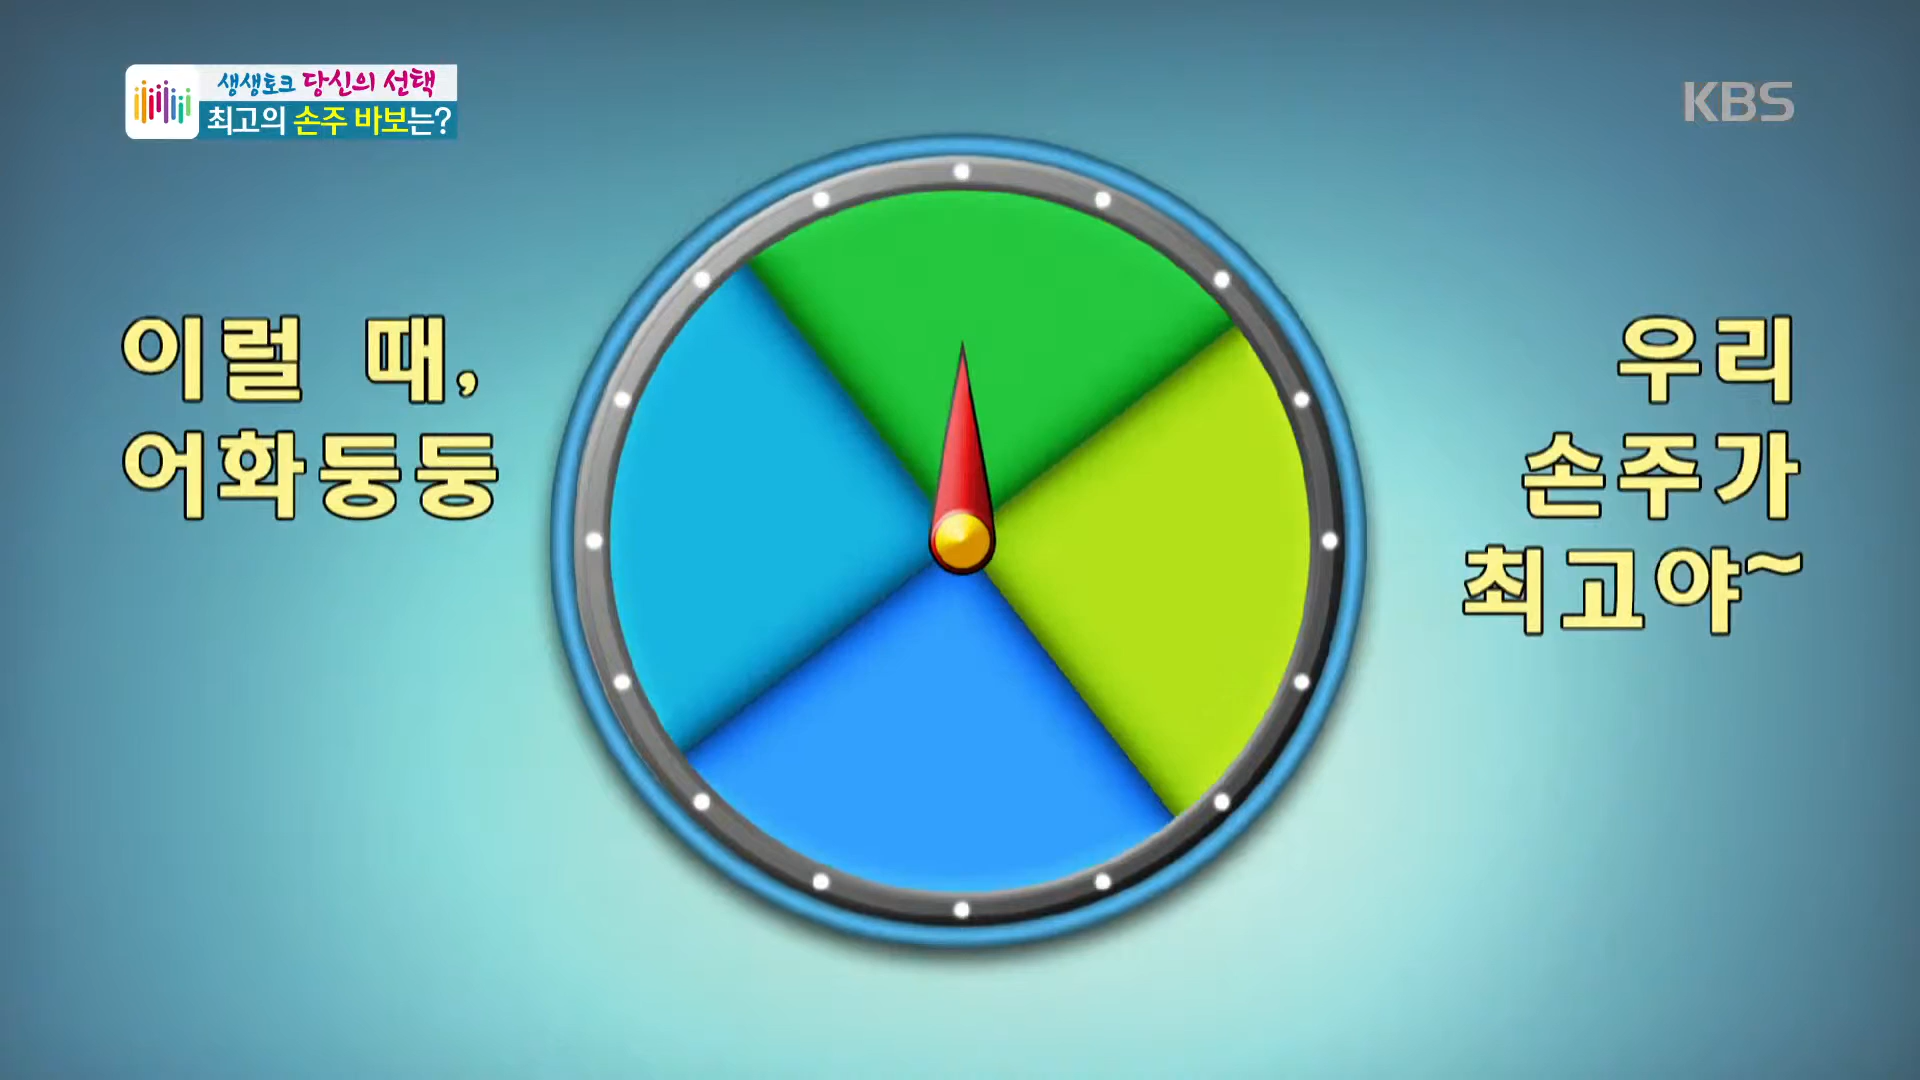 생생토크 당신의 선택
최고의 손주 바보는?
KBS
이럴 때,
어화둥둥
우리
손주가
최고야~